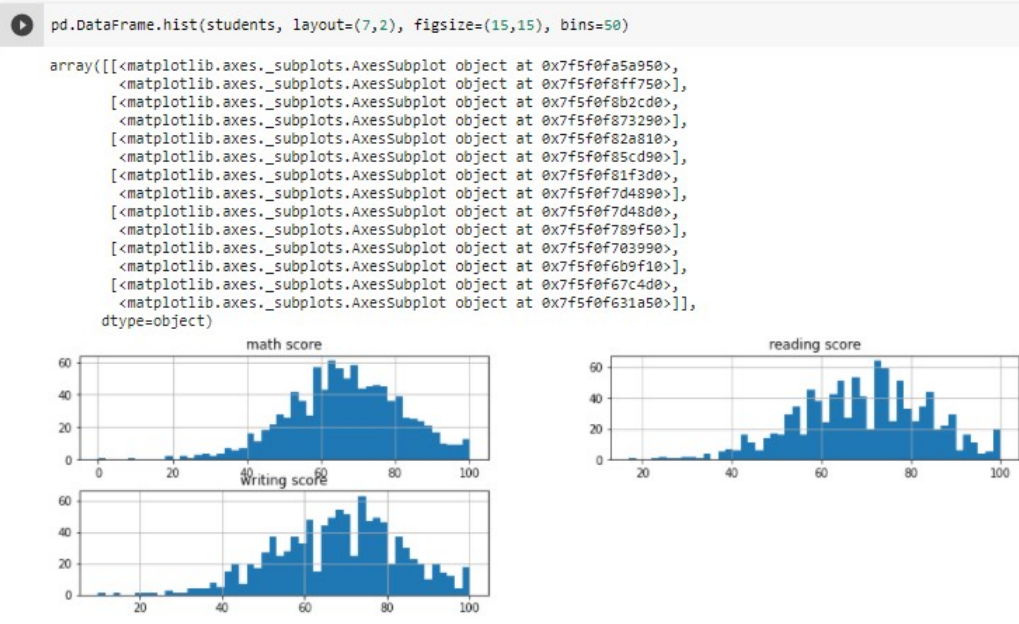 pd.DataFrame.hist(students, layout=(7,2), figsize=(15,15), bins=50)
array([[<matplotlib.axes._subplots.AxesSubplot object at 0x7f5f0fa5a950>,
<matplotlib.axes._subplots.AxesSubplot object at 0x7f5f0f8ff750>],
[<matplotlib.axes._subplots.AxesSubplot object at 0x7f5f0f8b2cd0>,
<matplotlib.axes._subplots.AxesSubplot object at 0x7f5f0f873290>],
[<matplotlib.axes._subplots.AxesSubplot object at 0x7f5f0f82a810>,
<matplotlib.axes._subplots.AxesSubplot object at 0x7f5f0f85cd90>],
[<matplotlib.axes._subplots.AxesSubplot object at 0x7f5f0f81f3d0>,
<matplotlib.axes._subplots.AxesSubplot object at 0x7f5f0f7d4890>],
[<matplotlib.axes._subplots.AxesSubplot object at 0x7f5f0f7d48d0>,
<matplotlib.axes._subplots.AxesSubplot object at 0x7f5f0f789f50>],
[<matplotlib.axes._subplots.AxesSubplot object at 0x7f5f0f703990>,
<matplotlib.axes._subplots.AxesSubplot object at 0x7f5f0f6b9f10>],
[<matplotlib.axes._subplots.AxesSubplot object at 0x7f5f0f67c4d0>,
<matplotlib.axes._subplots.AxesSubplot object at 0x7f5f0f631a50>]],
dtype=object)
math score
60
40
20
0
0 20 40 60 80 100
reading score
60
40
20
0
20 40 60 80 100
writing score
60
40
20
0
20 40 60 80 100